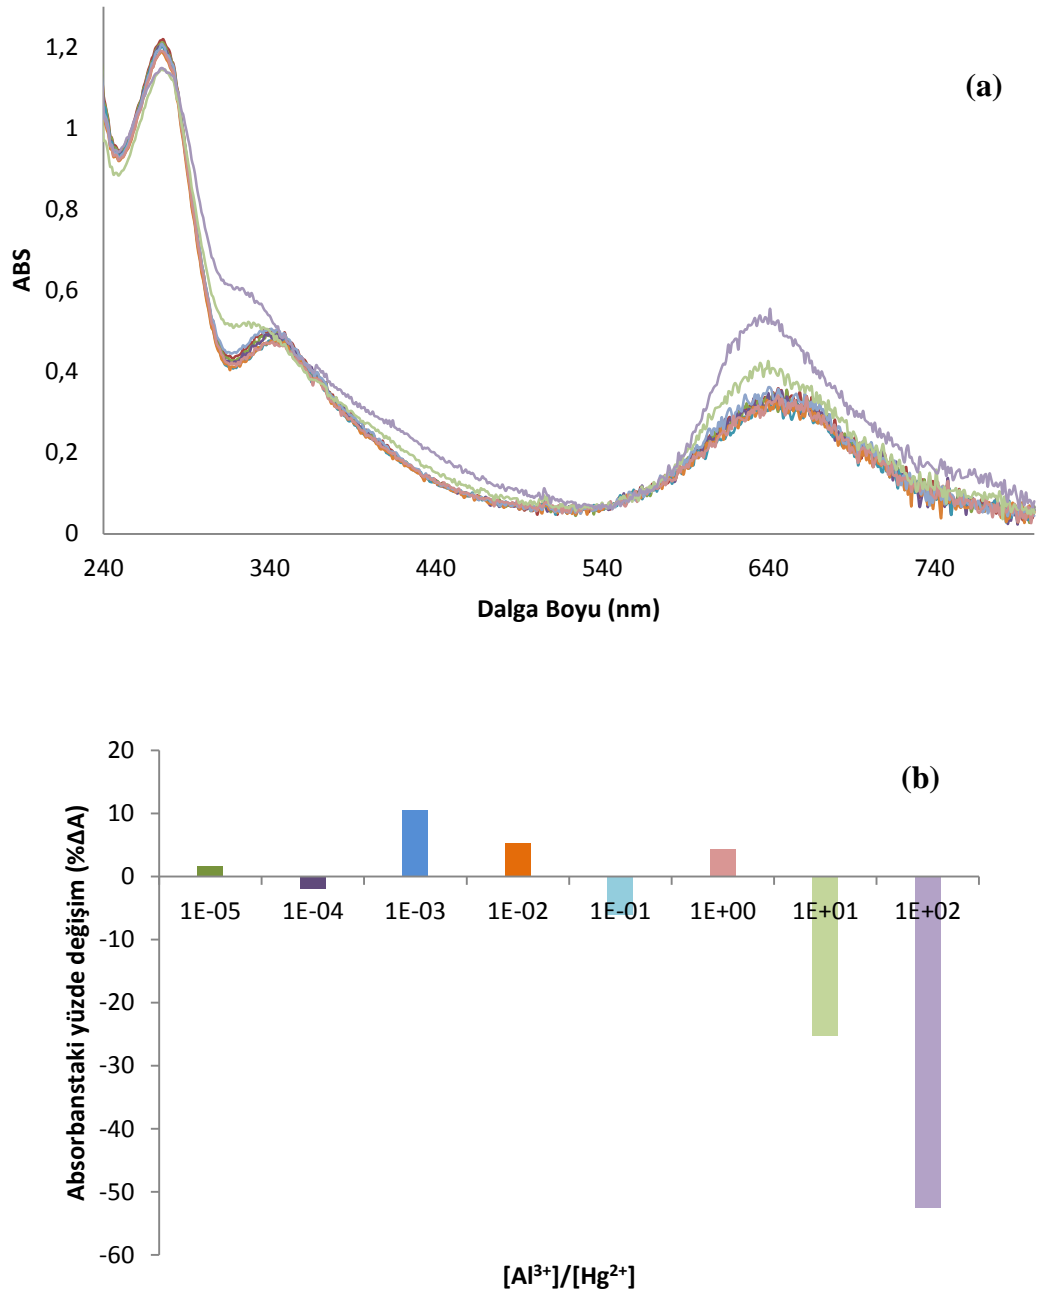 1,2
(a)
1
0,8
0,6
0,4
0,2
0
ABS
240 340 440 540 640 740
Dalga Boyu (nm)
20
(b)
10
0
1E-05 1E-04 1E-03 1E-02 1E-01 1E+00 1E+01 1E+02
-10
-20
-30
-40
-50
-60
Absorbanstaki yüzde değişim (%ΔA)
[Al³⁺]/[Hg²⁺]